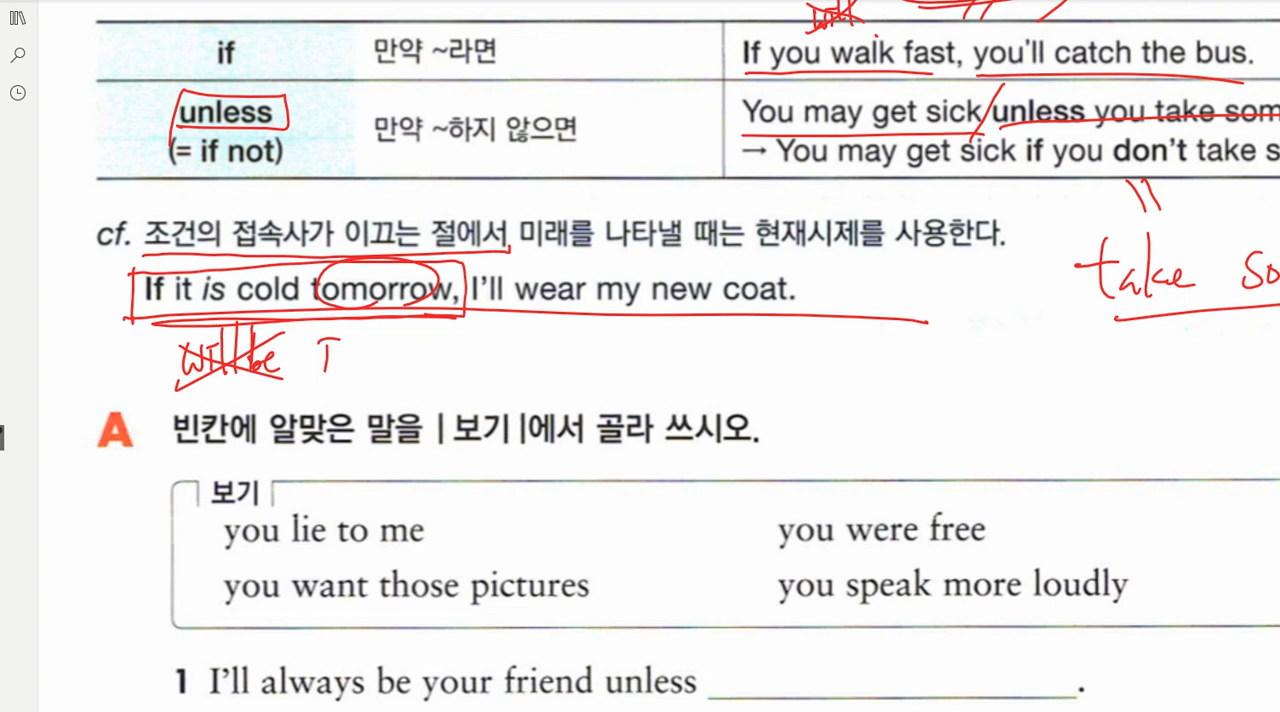 will
if 만약 ~라면 If you walk fast, you'll catch the bus.
unless 만약 ~하지 않으면 You may get sick unless you take som
(= if not) → You may get sick if you don't take s
cf. 조건의 접속사가 이끄는 절에서 미래를 나타낼 때는 현재시제를 사용한다.
take so
If it is cold tomorrow, I'll wear my new coat.
will be I
A 빈칸에 알맞은 말을 | 보기 |에서 골라 쓰시오.
보기
you lie to me you were free
you want those pictures you speak more loudly
1 I'll always be your friend unless ____________.